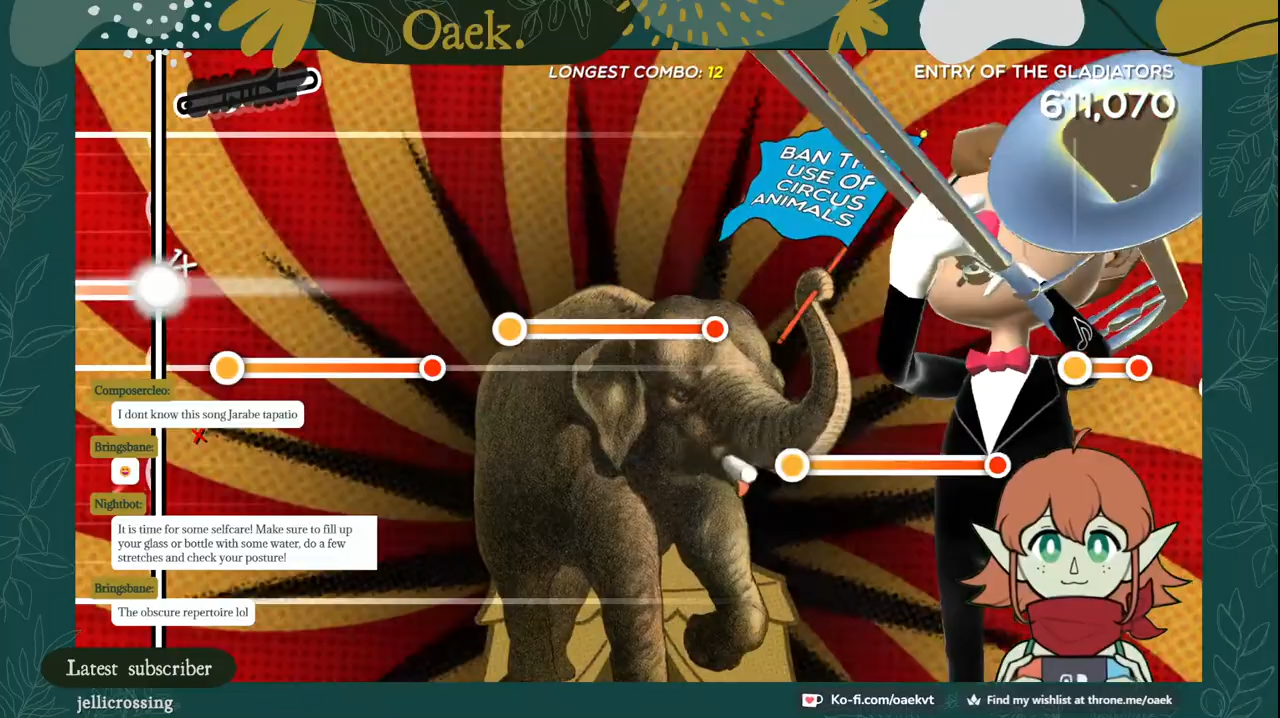 Oaek.
LONGEST COMBO: 12
ENTRY OF THE GLADIATORS
611,070
BAN THE
USE OF
CIRCUS
ANIMALS
1X
Composercleo:
I dont know this song Jarabe tapatio
Bringsbane:
Nightbot:
It is time for some selfcare! Make sure to fill up
your glass or bottle with some water, do a few
stretches and check your posture!
Bringsbane:
The obscure repertoire lol
Latest subscriber
jellicrossing
Ko-fi.com/oaekvt
Find my wishlist at throne.me/oaek